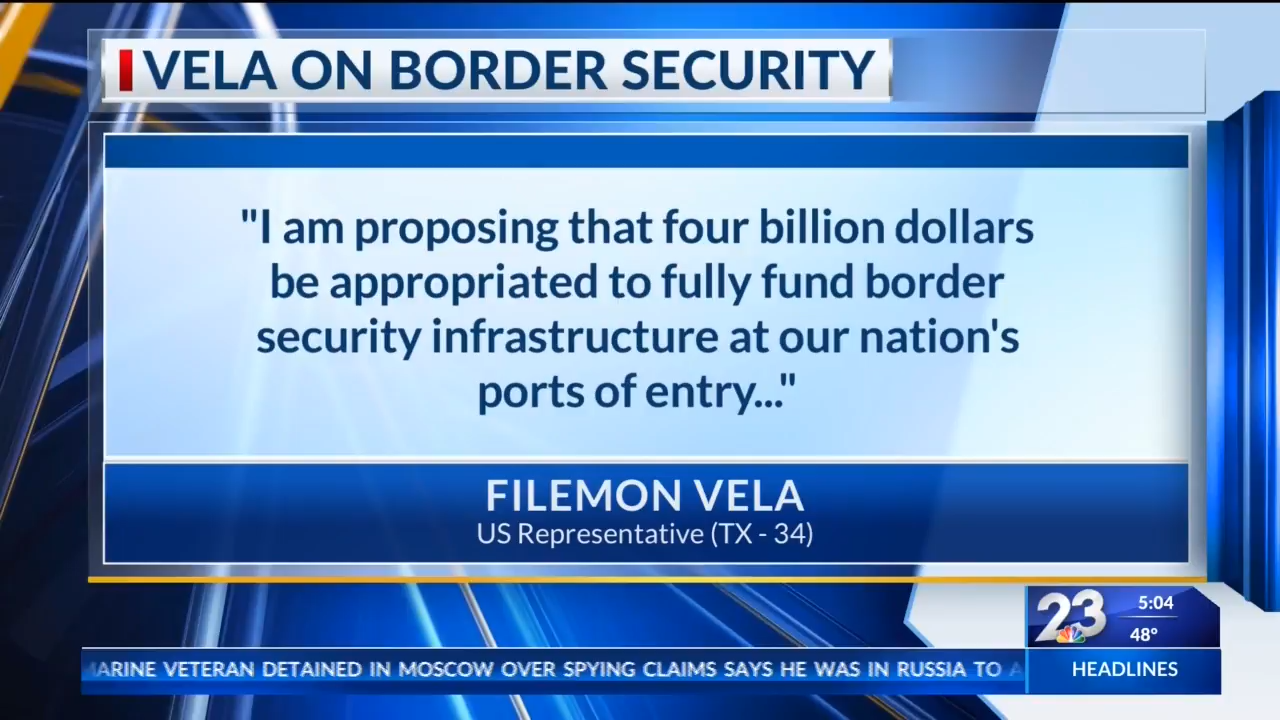 VELA ON BORDER SECURITY
"I am proposing that four billion dollars
be appropriated to fully fund border
security infrastructure at our nation's
ports of entry..."
FILEMON VELA
US Representative (TX - 34)
23
5:04
48°
VETERAN DETAINED IN MOSCOW OVER SPYING CLAIMS SAYS HE WAS IN RUSSIA TO
HEADLINES